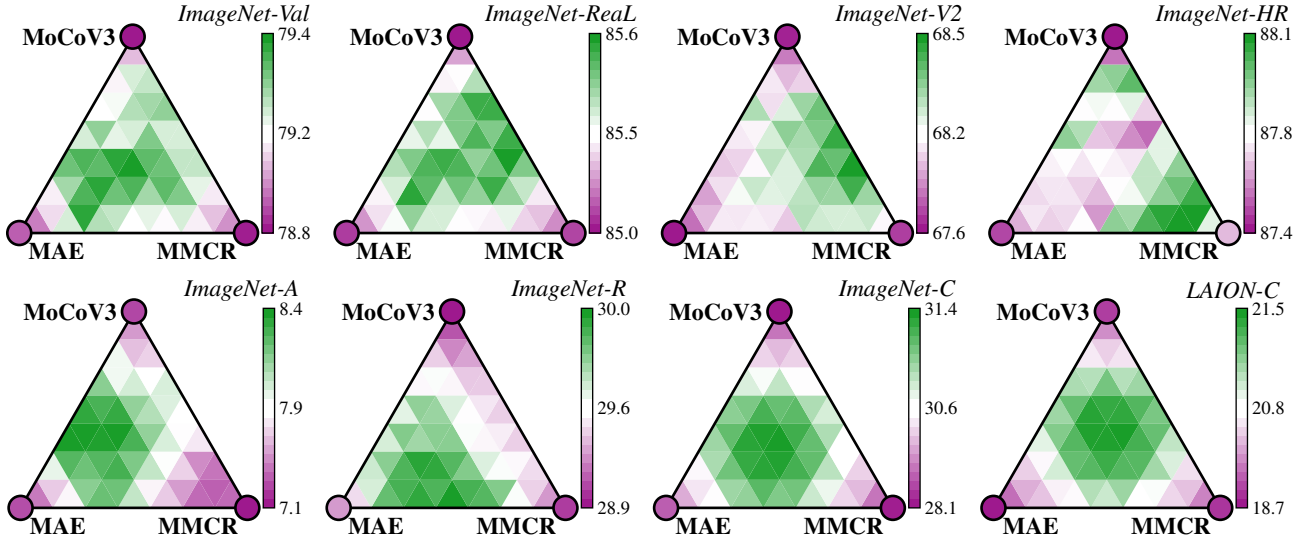 ImageNet-Val
MoCoV3
79.4
79.2
78.8
MAE
MMCR
ImageNet-ReaL
MoCoV3
85.6
85.5
85.0
MAE
MMCR
ImageNet-V2
MoCoV3
68.5
68.2
67.6
MAE
MMCR
ImageNet-HR
MoCoV3
88.1
87.8
87.4
MAE
MMCR
ImageNet-A
MoCoV3
8.4
7.9
7.1
MAE
MMCR
ImageNet-R
MoCoV3
30.0
29.6
28.9
MAE
MMCR
ImageNet-C
MoCoV3
31.4
30.6
28.1
MAE
MMCR
LAION-C
MoCoV3
21.5
20.8
18.7
MAE
MMCR